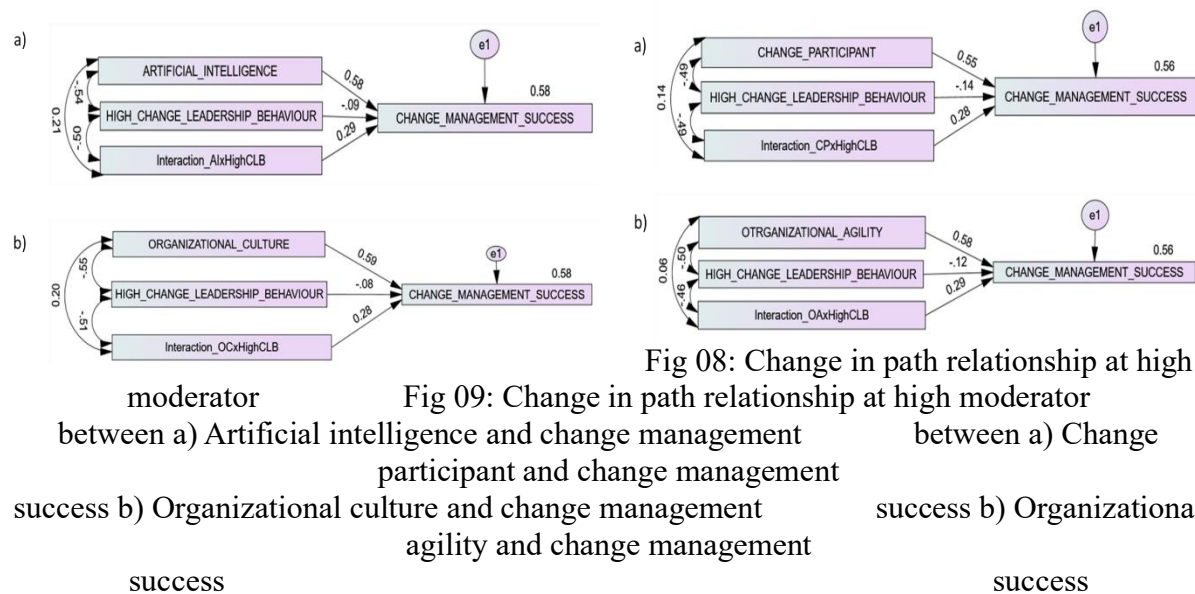 a)
ARTIFICIAL_INTELLIGENCE
HIGH_CHANGE_LEADERSHIP_BEHAVIOUR
Interaction_AIxHighCLB
0.21
-.54
-.50
0.58
-.09
0.29
e1
0.58
CHANGE_MANAGEMENT_SUCCESS
b)
ORGANIZATIONAL_CULTURE
HIGH_CHANGE_LEADERSHIP_BEHAVIOUR
Interaction_OCxHighCLB
0.20
-.55
-.51
0.59
-.08
0.28
e1
0.58
CHANGE_MANAGEMENT_SUCCESS
a)
CHANGE_PARTICIPANT
HIGH_CHANGE_LEADERSHIP_BEHAVIOUR
Interaction_CPxHighCLB
0.14
-.49
-.49
0.55
-.14
0.28
e1
0.56
CHANGE_MANAGEMENT_SUCCESS
b)
OTRGANIZATIONAL_AGILITY
HIGH_CHANGE_LEADERSHIP_BEHAVIOUR
Interaction_OAxHighCLB
0.06
-.50
-.46
0.58
-.12
0.29
e1
0.56
CHANGE_MANAGEMENT_SUCCESS
Fig 08: Change in path relationship at high
moderator Fig 09: Change in path relationship at high moderator
between a) Artificial intelligence and change management between a) Change
participant and change management
success b) Organizational culture and change management success b) Organizationa
agility and change management
success success